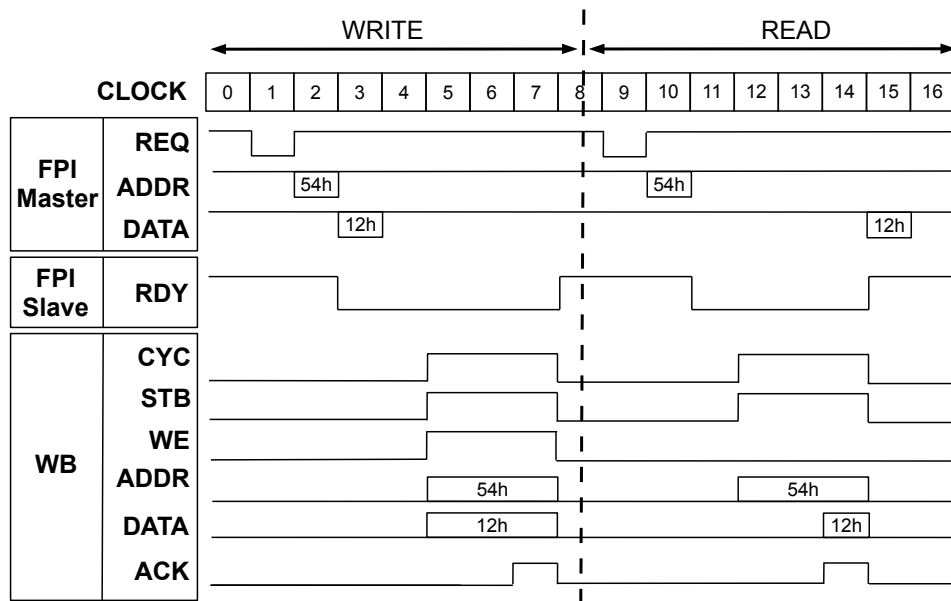 WRITE READ
CLOCK 0 1 2 3 4 5 6 7 8 9 10 11 12 13 14 15 16
FPI Master
REQ
ADDR 54h 54h
DATA 12h 12h
FPI Slave
RDY
WB
CYC
STB
WE
ADDR 54h 54h
DATA 12h 12h
ACK